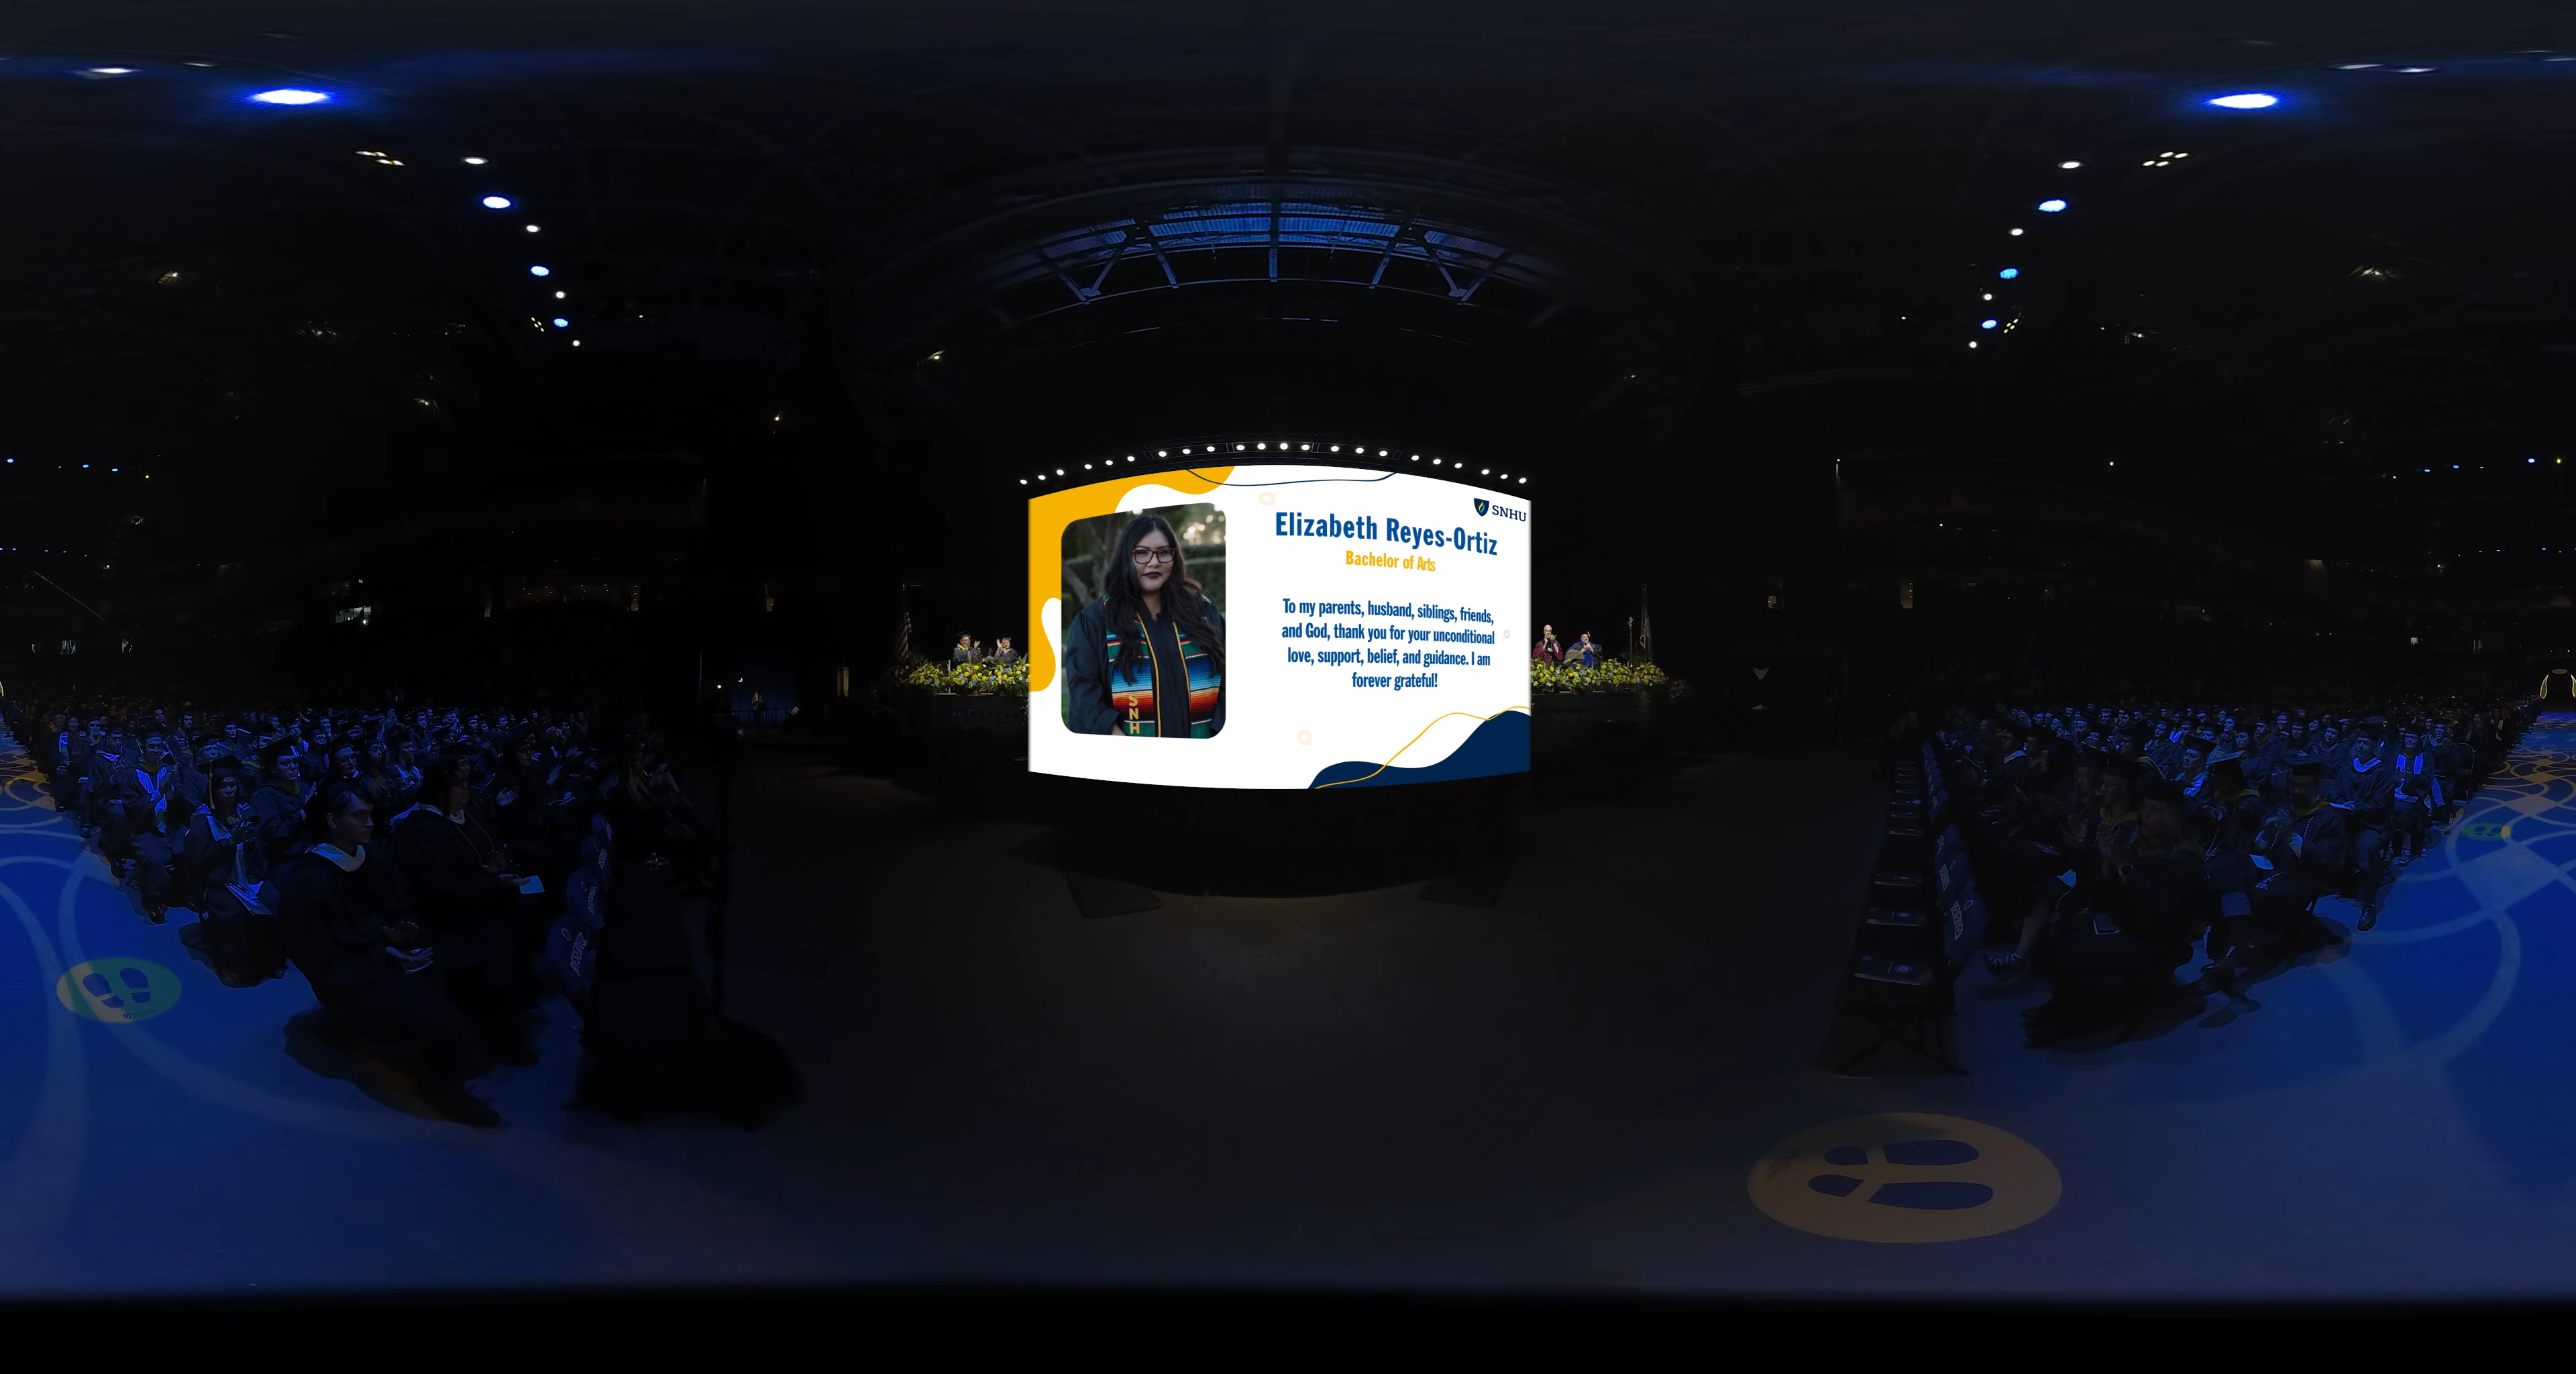 SNHU
Elizabeth Reyes-Ortiz
Bachelor of Arts
To my parents, husband, siblings, friends,
and God, thank you for your unconditional
love, support, belief, and guidance. I am
forever grateful!
S
N
H